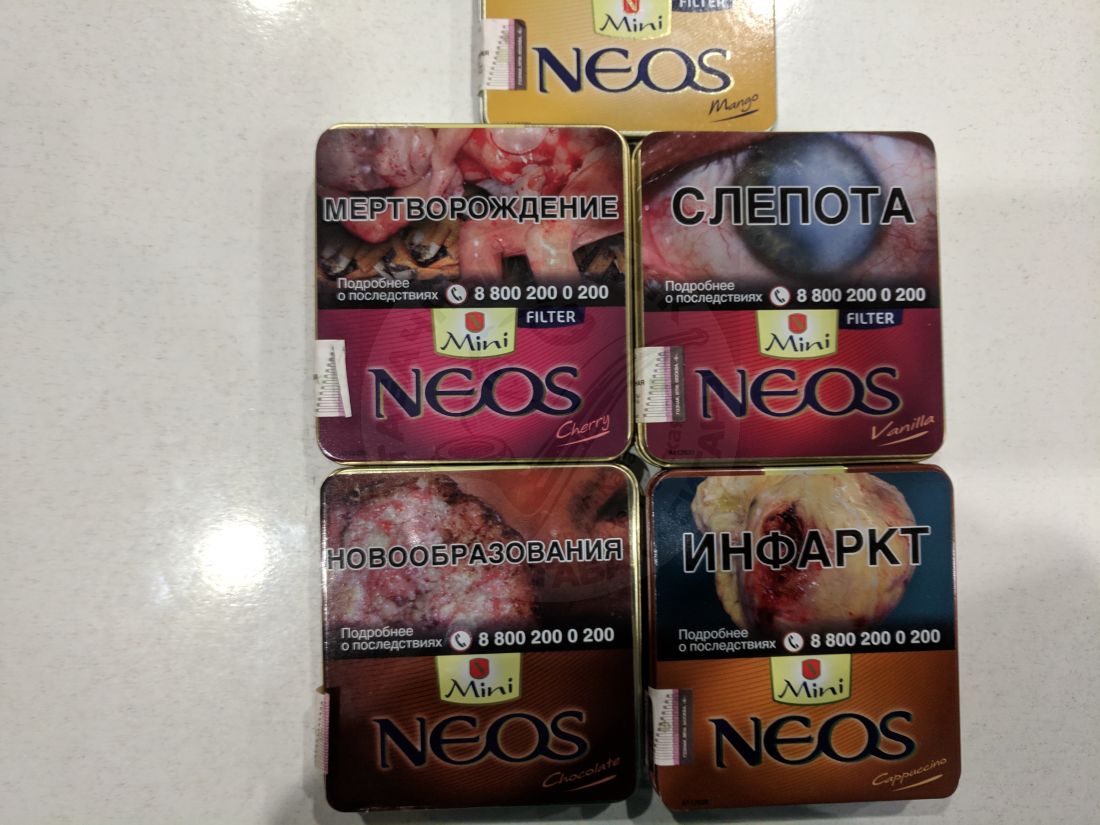 Mini
FILTER
NEOS
Mango
МЕРТВОРОЖДЕНИЕ
Подробнее
о последствиях 8 800 200 0 200
Mini
FILTER
NEOS
Cherry
СЛЕПОТА
Подробнее
о последствиях 8 800 200 0 200
Mini
FILTER
NEOS
Vanilla
НОВООБРАЗОВАНИЯ
Подробнее
о последствиях 8 800 200 0 200
Mini
NEOS
Chocolate
ИНФАРКТ
Подробнее
о последствиях 8 800 200 0 200
Mini
NEOS
Cappuccino